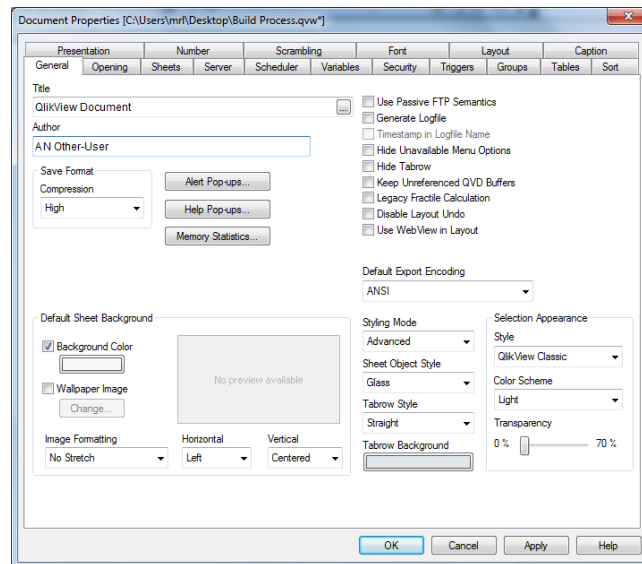 Document Properties [C:\Users\mrl\Desktop\Build Process.qvw*]
Presentation Number Scrambling Font Layout Caption
General Opening Sheets Server Scheduler Variables Security Triggers Groups Tables Sort
Title
QlikView Document
...
Author
AN Other-User
Save Format
Compression
High
Alert Pop-ups...
Help Pop-ups...
Memory Statistics...
Use Passive FTP Semantics
Generate Logfile
Timestamp in Logfile Name
Hide Unavailable Menu Options
Hide Tabrow
Keep Unreferenced QVD Buffers
Legacy Fractile Calculation
Disable Layout Undo
Use WebView in Layout
Default Export Encoding
ANSI
Default Sheet Background
Background Color
Wallpaper Image
Change...
No preview available
Image Formatting
No Stretch
Horizontal
Left
Vertical
Centered
Styling Mode
Advanced
Sheet Object Style
Glass
Tabrow Style
Straight
Tabrow Background
Selection Appearance
Style
QlikView Classic
Color Scheme
Light
Transparency
0 % 70 %
OK Cancel Apply Help